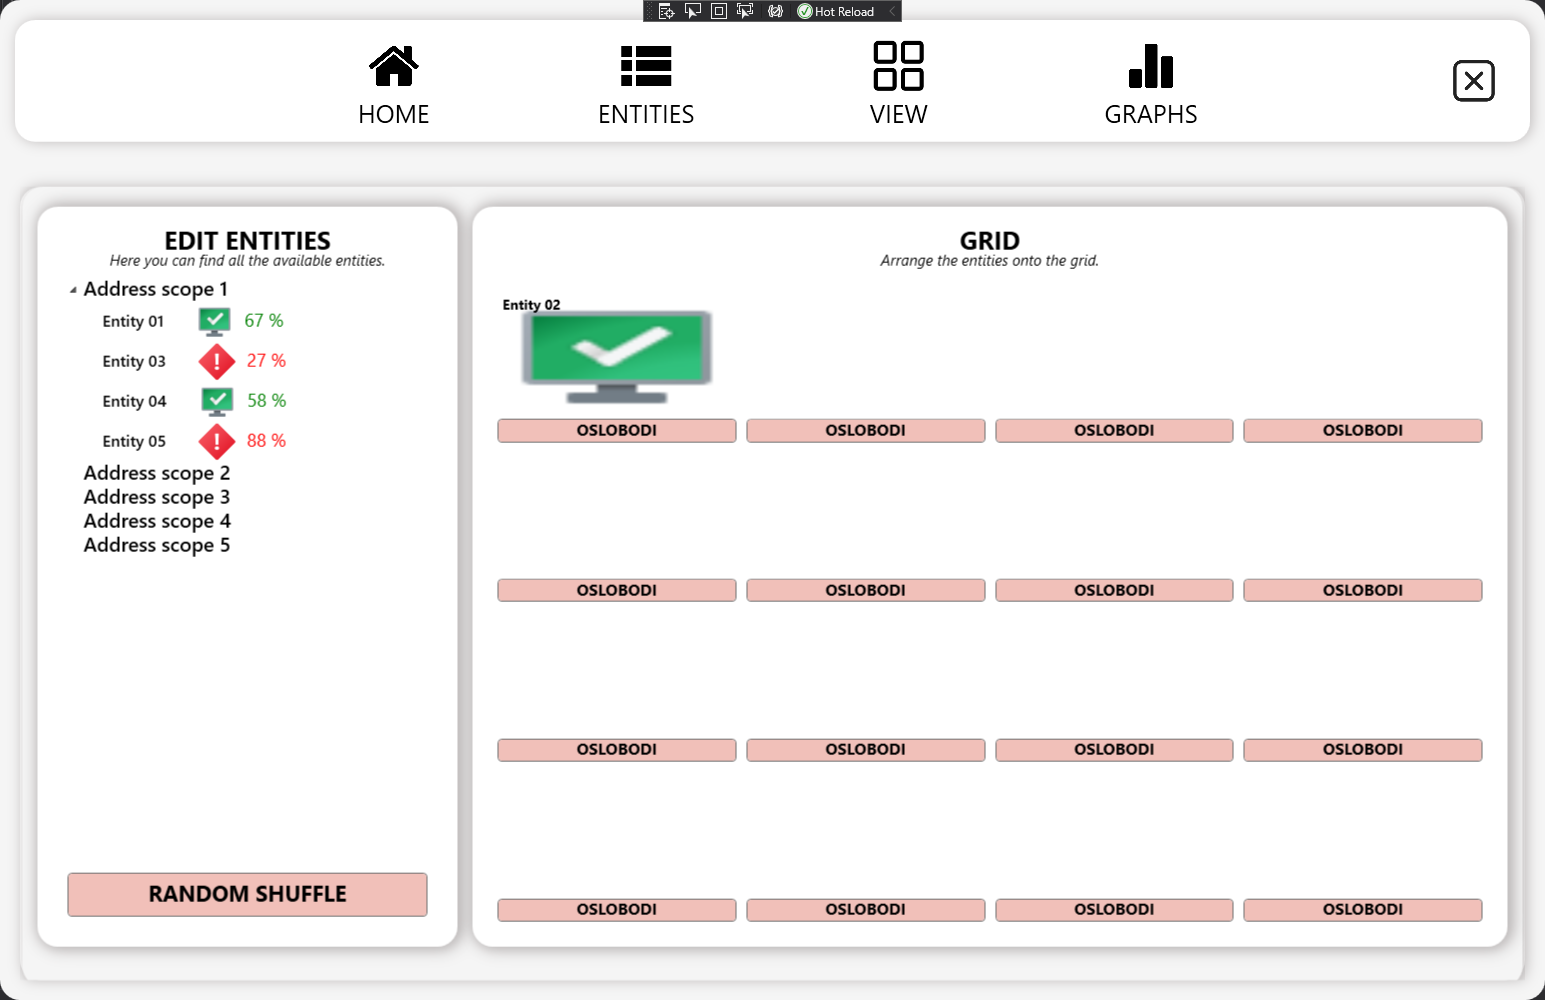 Hot Reload
HOME ENTITIES VIEW GRAPHS
EDIT ENTITIES
Here you can find all the available entities.
Address scope 1
Entity 01 67 %
Entity 03 27 %
Entity 04 58 %
Entity 05 88 %
Address scope 2
Address scope 3
Address scope 4
Address scope 5
RANDOM SHUFFLE
GRID
Arrange the entities onto the grid.
Entity 02
OSLOBODI OSLOBODI OSLOBODI OSLOBODI
OSLOBODI OSLOBODI OSLOBODI OSLOBODI
OSLOBODI OSLOBODI OSLOBODI OSLOBODI
OSLOBODI OSLOBODI OSLOBODI OSLOBODI